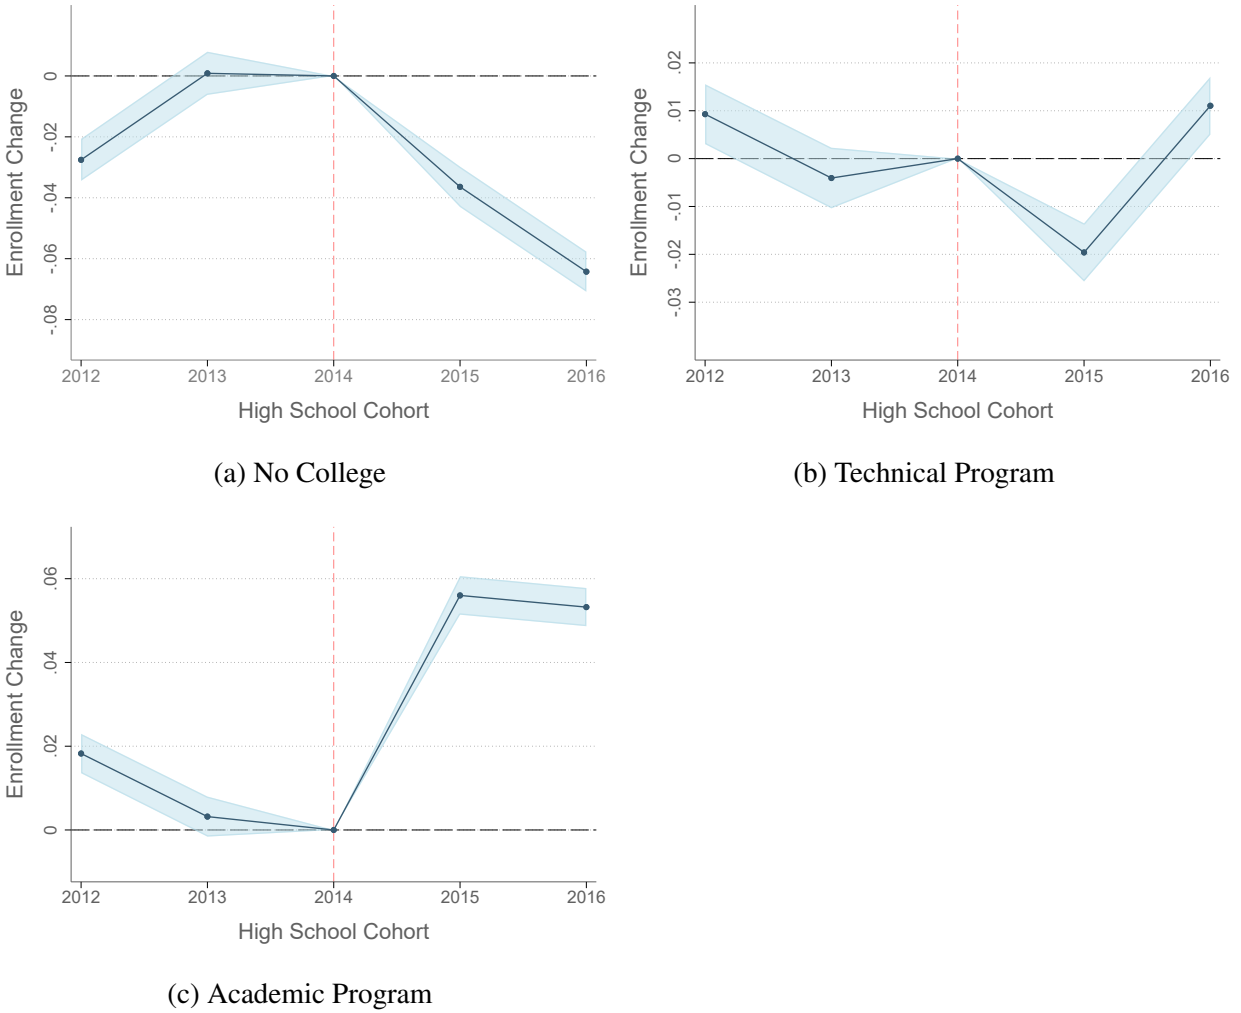 Enrollment Change
0
-.02
-.04
-.06
-.08
2012 2013 2014 2015 2016
High School Cohort
(a) No College
Enrollment Change
.02
.01
0
-.01
-.02
-.03
2012 2013 2014 2015 2016
High School Cohort
(b) Technical Program
Enrollment Change
.06
.04
.02
0
2012 2013 2014 2015 2016
High School Cohort
(c) Academic Program